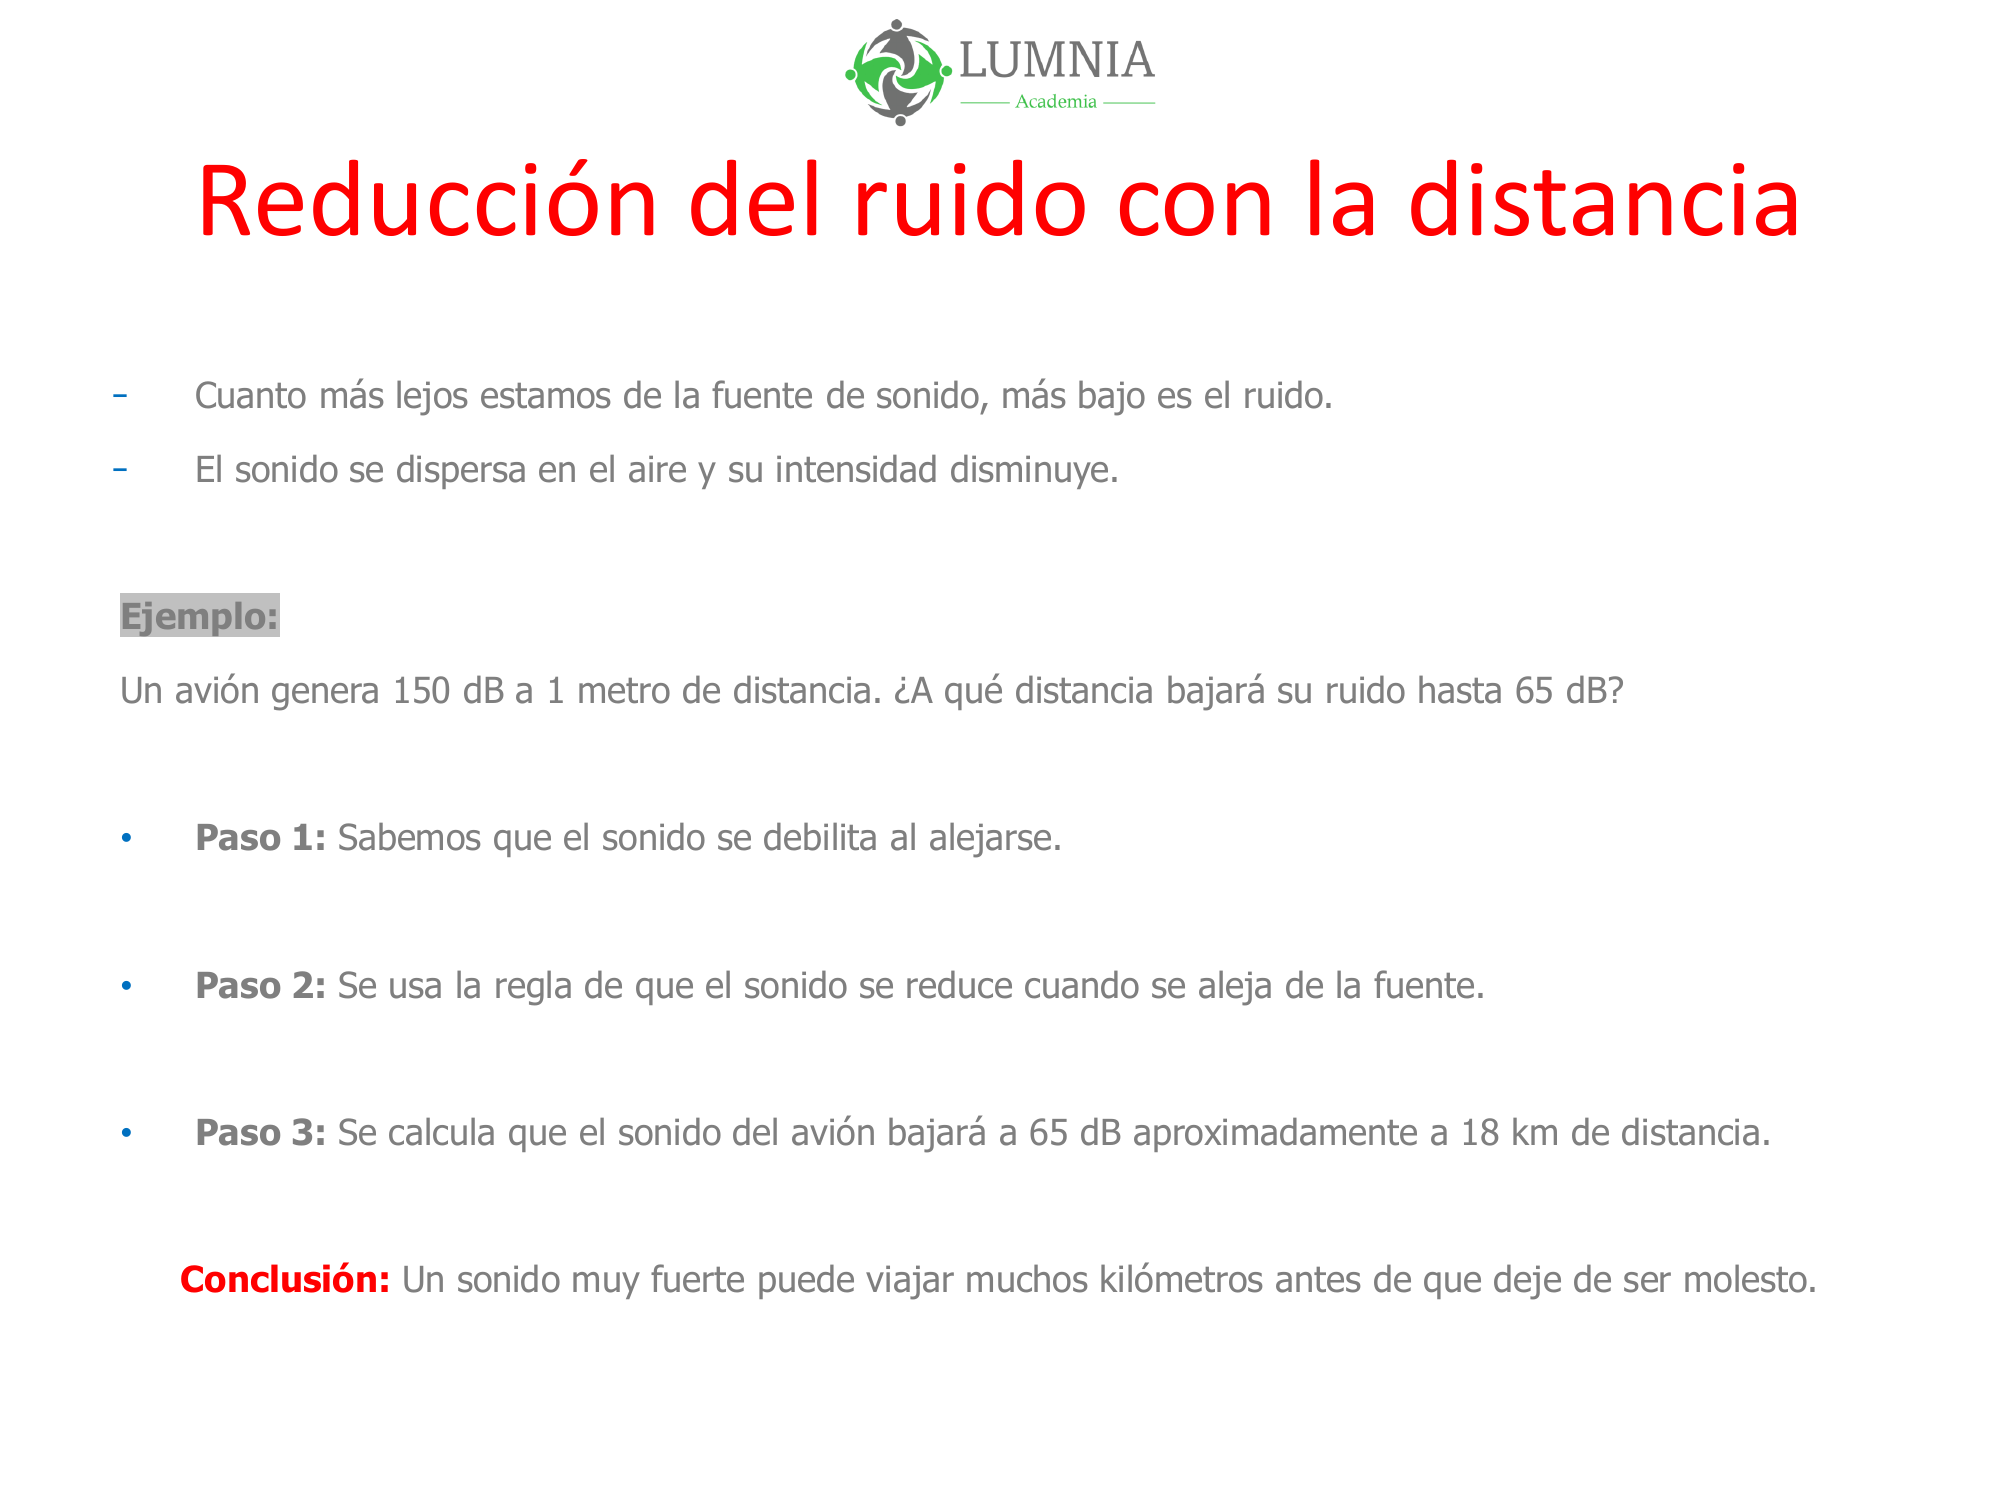 LUMNIA
Academia
Reducción del ruido con la distancia
- Cuanto más lejos estamos de la fuente de sonido, más bajo es el ruido.
- El sonido se dispersa en el aire y su intensidad disminuye.
Ejemplo:
Un avión genera 150 dB a 1 metro de distancia. ¿A qué distancia bajará su ruido hasta 65 dB?
• Paso 1: Sabemos que el sonido se debilita al alejarse.
• Paso 2: Se usa la regla de que el sonido se reduce cuando se aleja de la fuente.
• Paso 3: Se calcula que el sonido del avión bajará a 65 dB aproximadamente a 18 km de distancia.
Conclusión: Un sonido muy fuerte puede viajar muchos kilómetros antes de que deje de ser molesto.